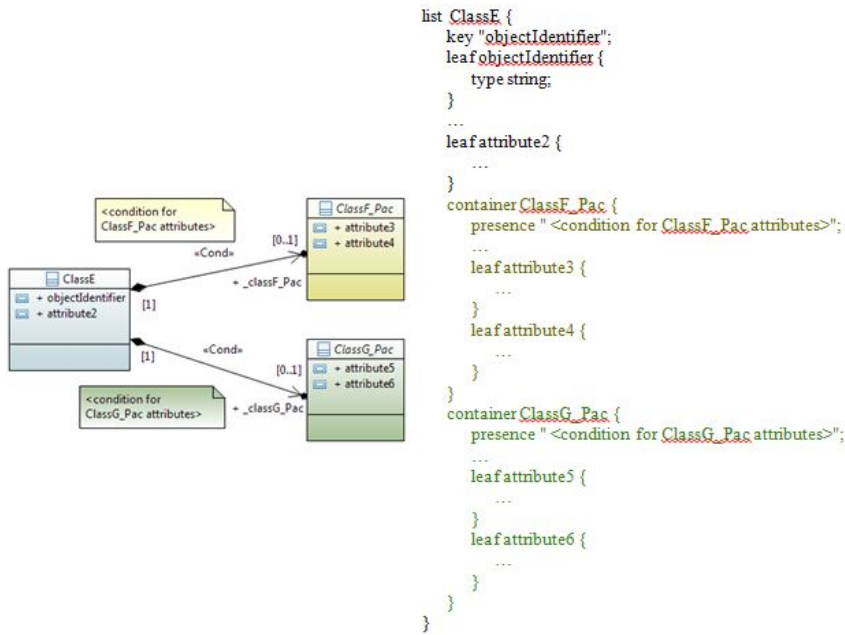 <condition for
ClassF_Pac attributes>
«Cond»
[0..1]
ClassF_Pac
+ attribute3
+ attribute4
+ _classF_Pac
ClassE
+ objectIdentifier
+ attribute2
[1]
[1]
«Cond»
[0..1]
ClassG_Pac
+ attribute5
+ attribute6
<condition for
ClassG_Pac attributes>
+ _classG_Pac
list ClassE {
key "objectIdentifier";
leaf objectIdentifier {
type string;
}
...
leaf attribute2 {
...
}
container ClassF_Pac {
presence " <condition for ClassF_Pac attributes>";
...
leaf attribute3 {
...
}
leaf attribute4 {
...
}
}
container ClassG_Pac {
presence " <condition for ClassG_Pac attributes>";
...
leaf attribute5 {
...
}
leaf attribute6 {
...
}
}
}